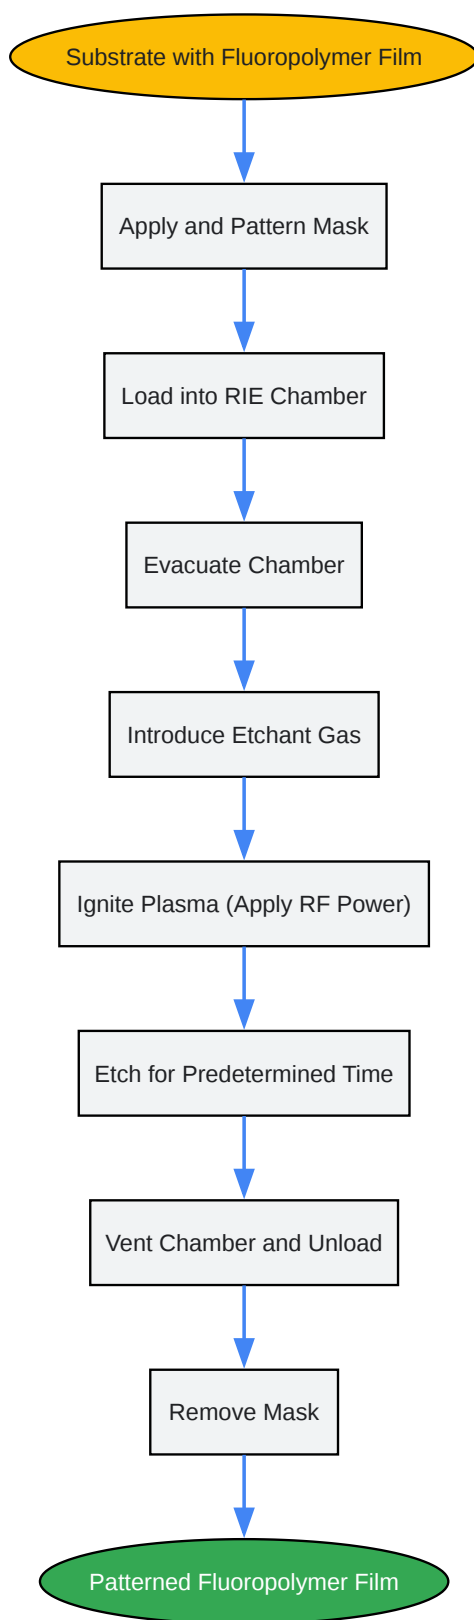 Substrate with Fluoropolymer Film
Apply and Pattern Mask
Load into RIE Chamber
Evacuate Chamber
Introduce Etchant Gas
Ignite Plasma (Apply RF Power)
Etch for Predetermined Time
Vent Chamber and Unload
Remove Mask
Patterned Fluoropolymer Film